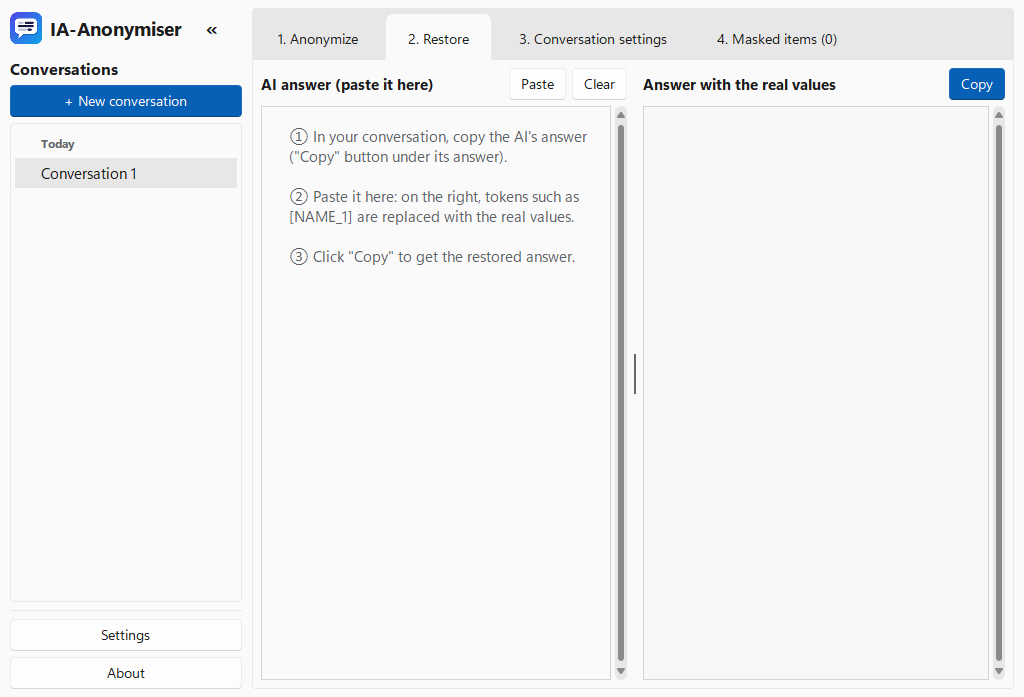 IA-Anonymiser «
Conversations
+ New conversation
Today
Conversation 1
Settings
About
1. Anonymize
2. Restore
3. Conversation settings
4. Masked items (0)
AI answer (paste it here)
Paste
Clear
① In your conversation, copy the AI's answer
("Copy" button under its answer).
② Paste it here: on the right, tokens such as
[NAME_1] are replaced with the real values.
③ Click "Copy" to get the restored answer.
Answer with the real values
Copy